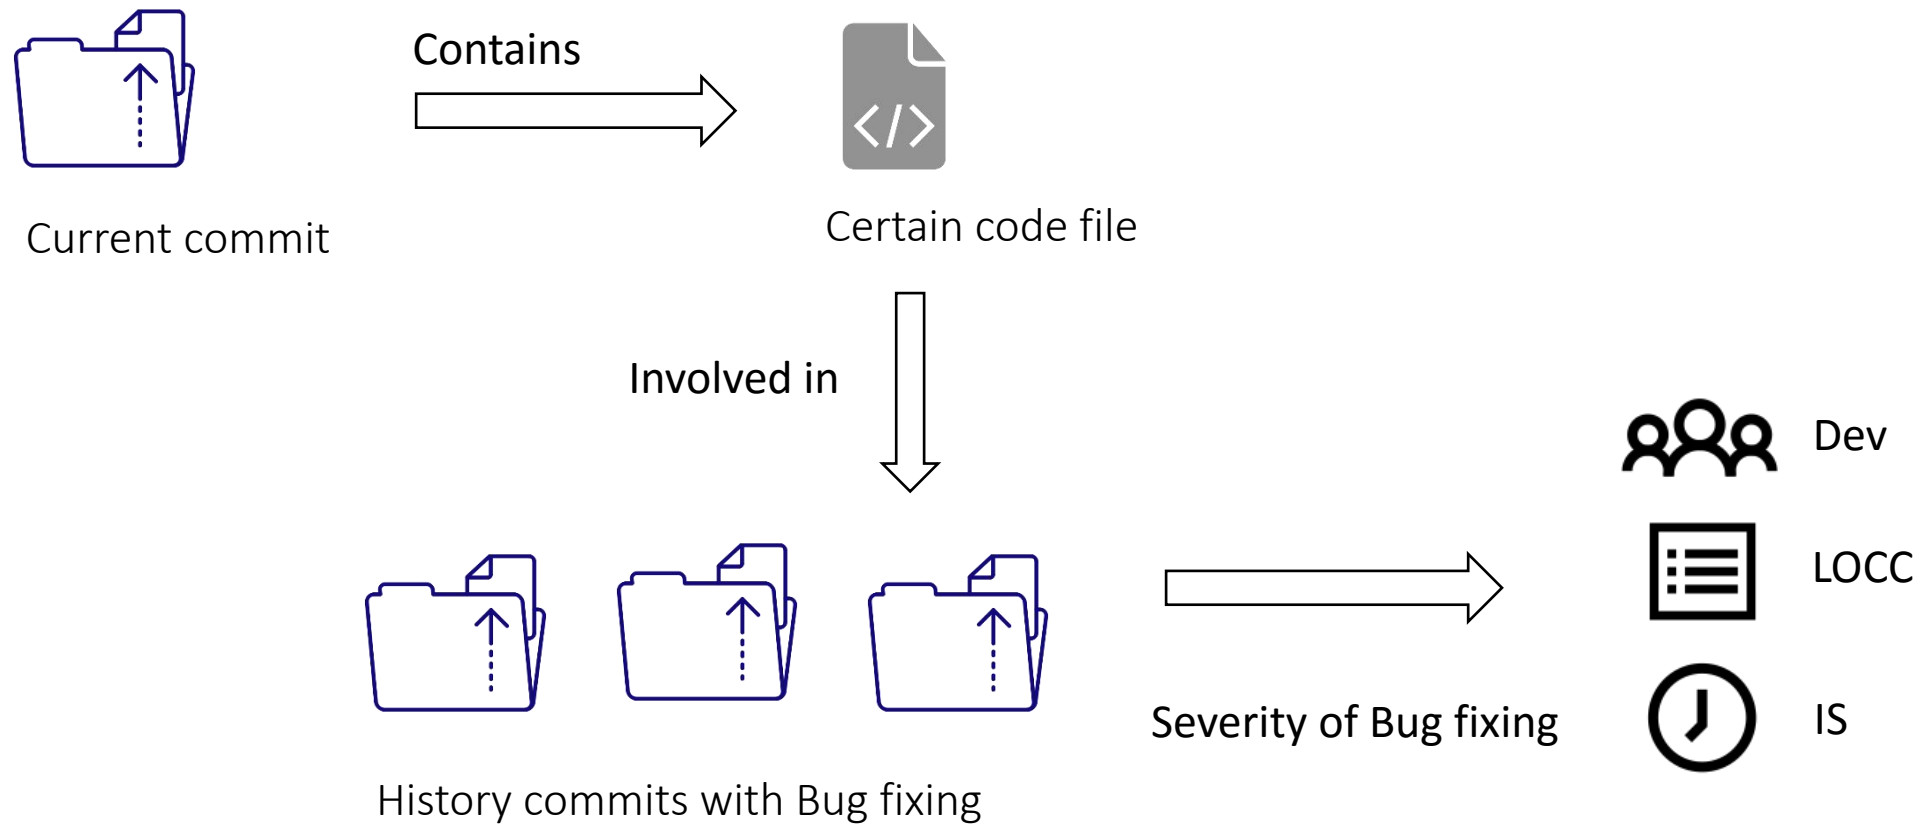 Contains
</>
Current commit
Certain code file
Involved in
Dev
LOCC
Severity of Bug fixing
IS
History commits with Bug fixing